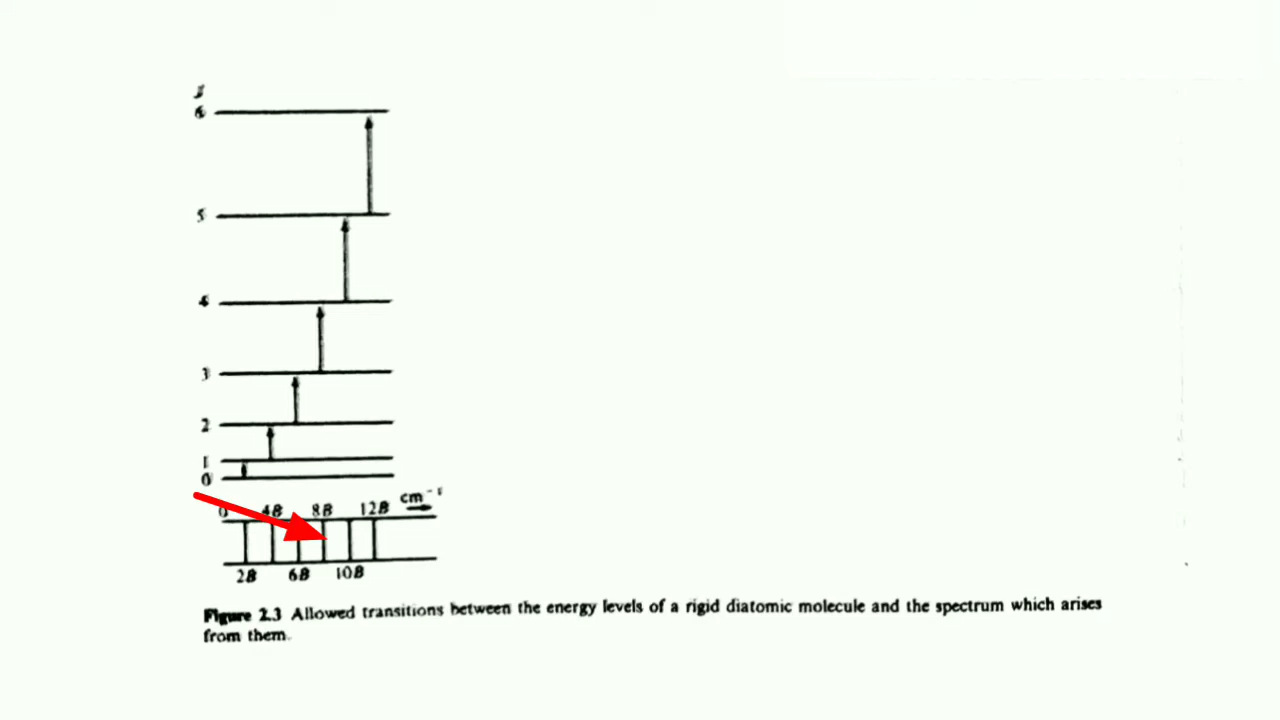 J
6
5
4
3
2
1
0
0 4B 8B 12B cm⁻¹
2B 6B 10B
Figure 2.3 Allowed transitions between the energy levels of a rigid diatomic molecule and the spectrum which arises
from them.